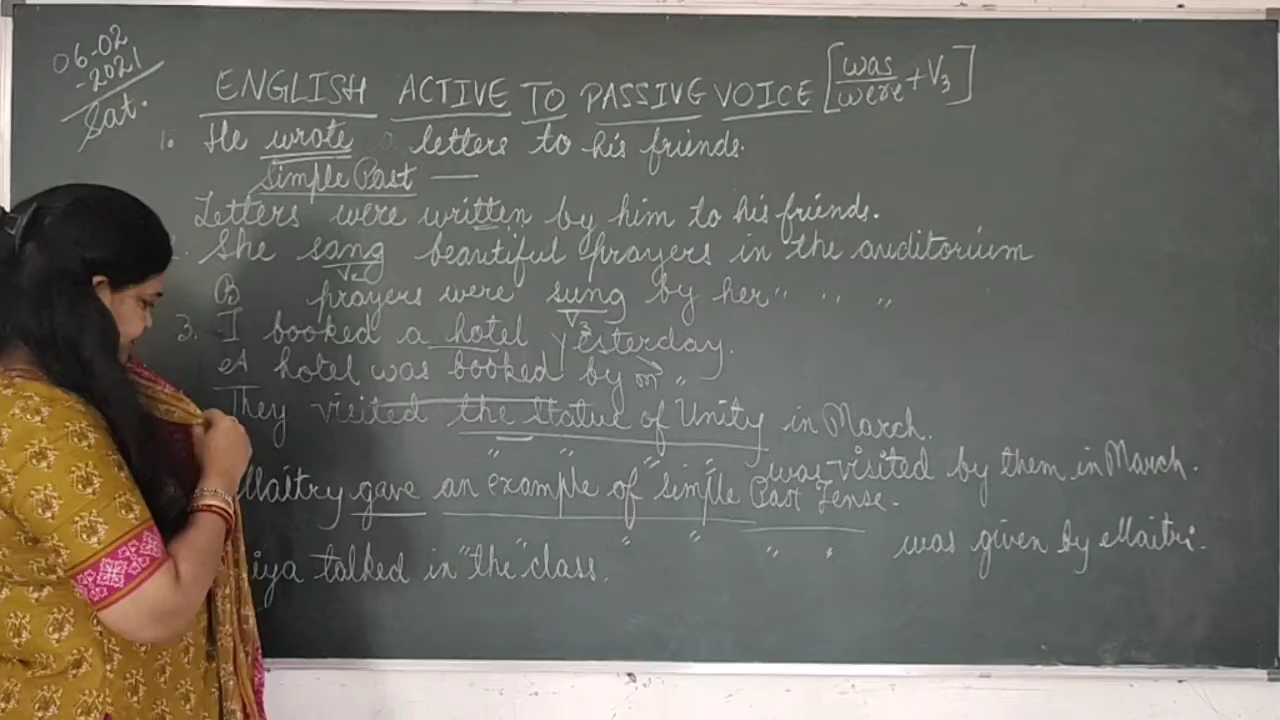 06-02
-2021
Sat.
ENGLISH ACTIVE TO PASSIVE VOICE [was/were + V3]
1. He wrote letters to his friends.
Simple Past —
Letters were written by him to his friends.
. She sang beautiful prayers in the auditorium
V2
B prayers were sung by her " " "
V3
3. I booked a hotel yesterday.
A hotel was booked by m "
They visited the Statue of Unity in March.
" " " " was visited by them in March.
Maitry gave an example of Simple Past Tense.
" " " " " was given by Maitri.
iya talked in the class.